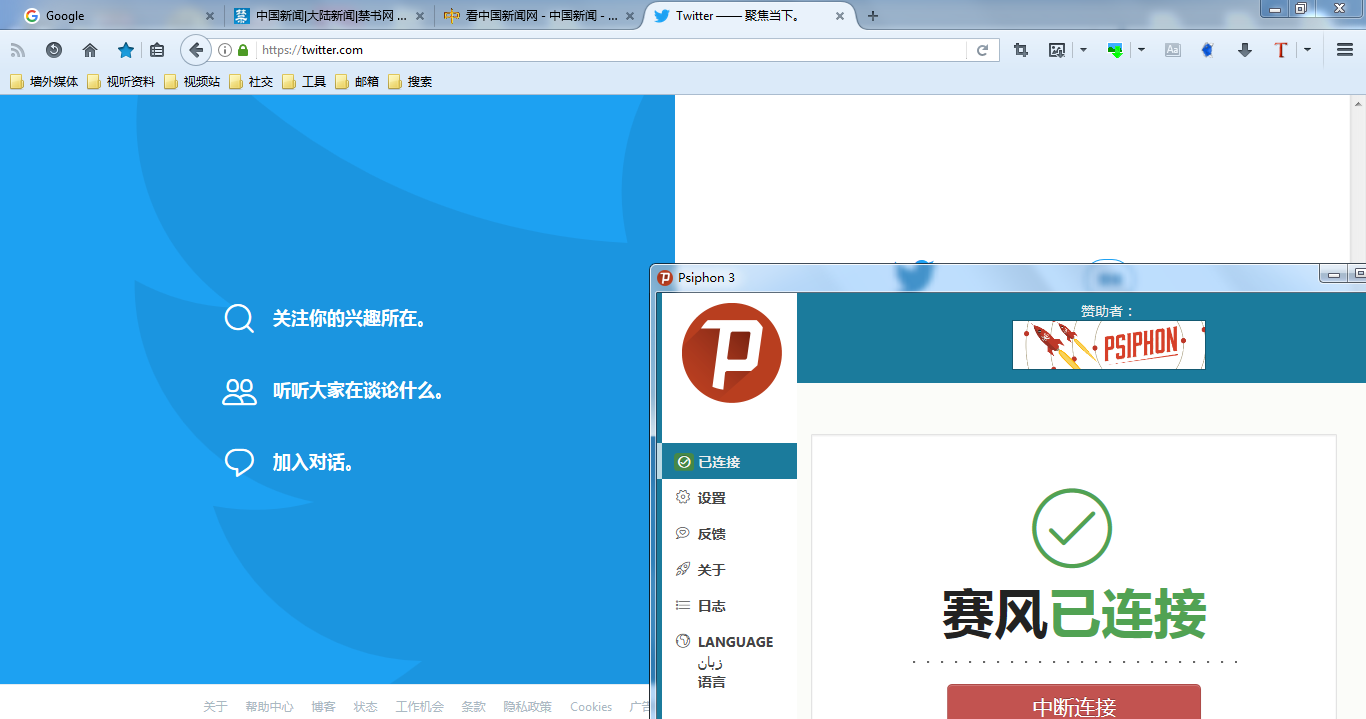 Google
中国新闻|大陆新闻|禁书网 ...
看中国新闻网 - 中国新闻 - ...
Twitter —— 聚焦当下。
https://twitter.com
Aa
T
墙外媒体 视听资料 视频站 社交 工具 邮箱 搜索
关注你的兴趣所在。
听听大家在谈论什么。
加入对话。
关于 帮助中心 博客 状态 工作机会 条款 隐私政策 Cookies 广告
Psiphon 3
赞助者：
PSIPHON
已连接
设置
反馈
关于
日志
LANGUAGE
زبان
语言
赛风已连接
中断连接